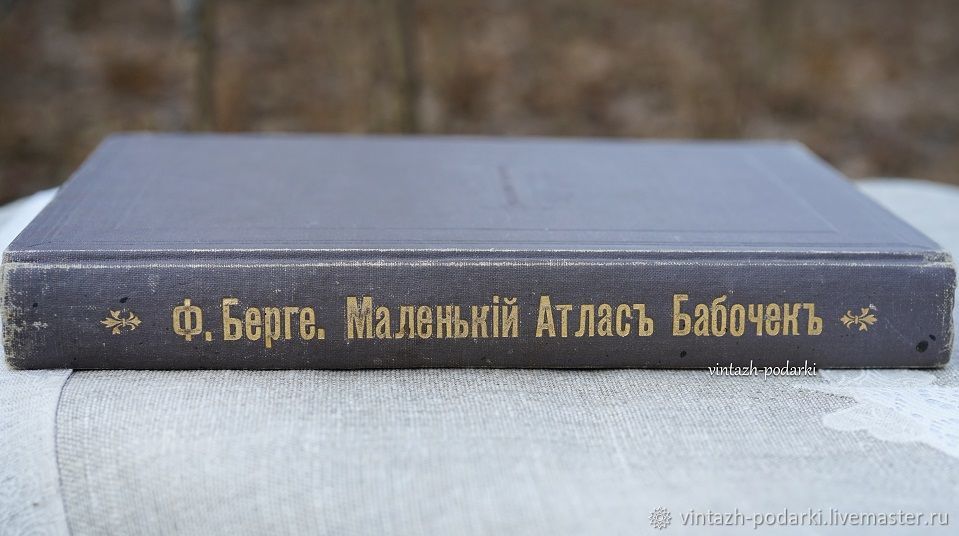 Ф. Берге. Маленькій Атласъ Бабочекъ
vintazh-podarki
vintazh-podarki.livemaster.ru